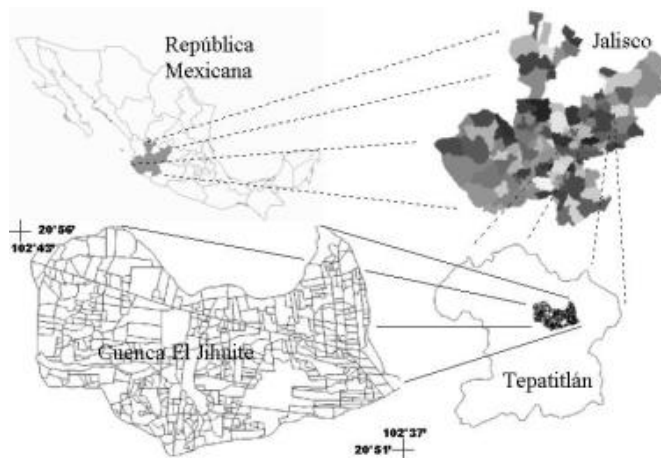 República
Mexicana
Jalisco
20°56'
102°43'
Cuenca El Jihuite
Tepatitlán
102°37'
20°51'